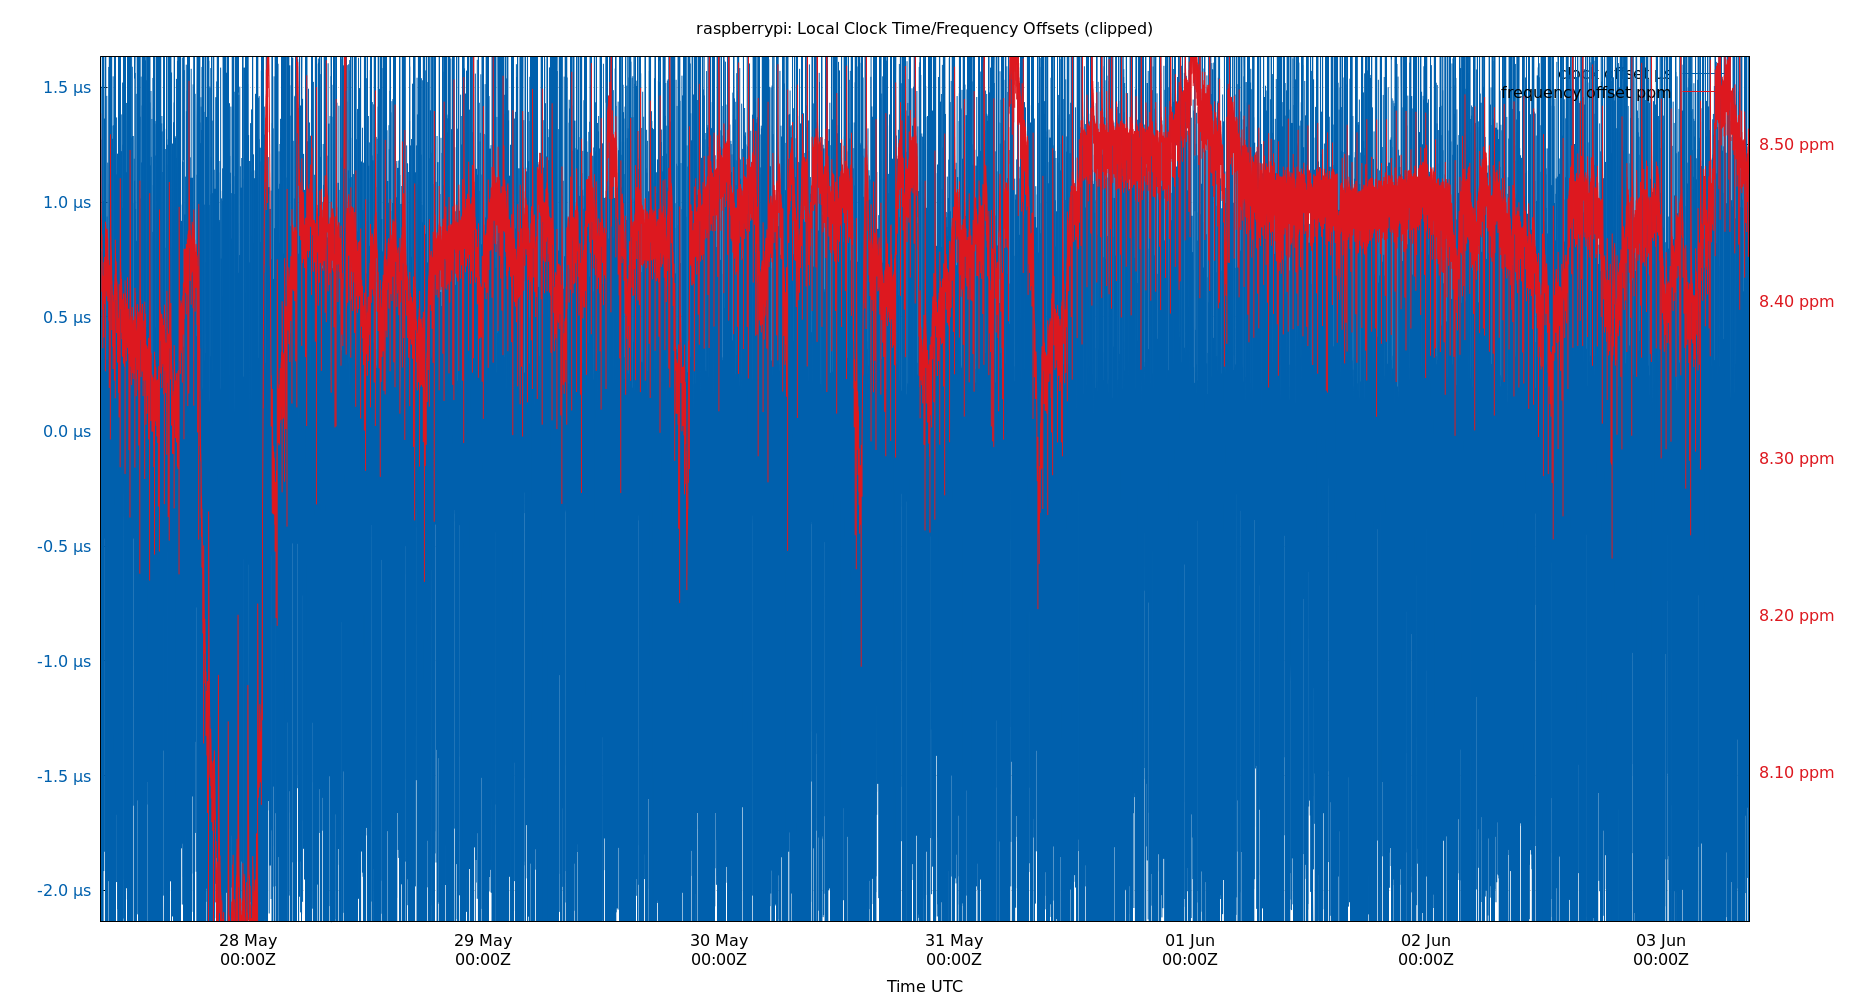 raspberrypi: Local Clock Time/Frequency Offsets (clipped)
clock offset µs
frequency offset ppm
1.5 µs
1.0 µs
0.5 µs
0.0 µs
-0.5 µs
-1.0 µs
-1.5 µs
-2.0 µs
8.50 ppm
8.40 ppm
8.30 ppm
8.20 ppm
8.10 ppm
28 May
00:00Z
29 May
00:00Z
30 May
00:00Z
31 May
00:00Z
01 Jun
00:00Z
02 Jun
00:00Z
03 Jun
00:00Z
Time UTC